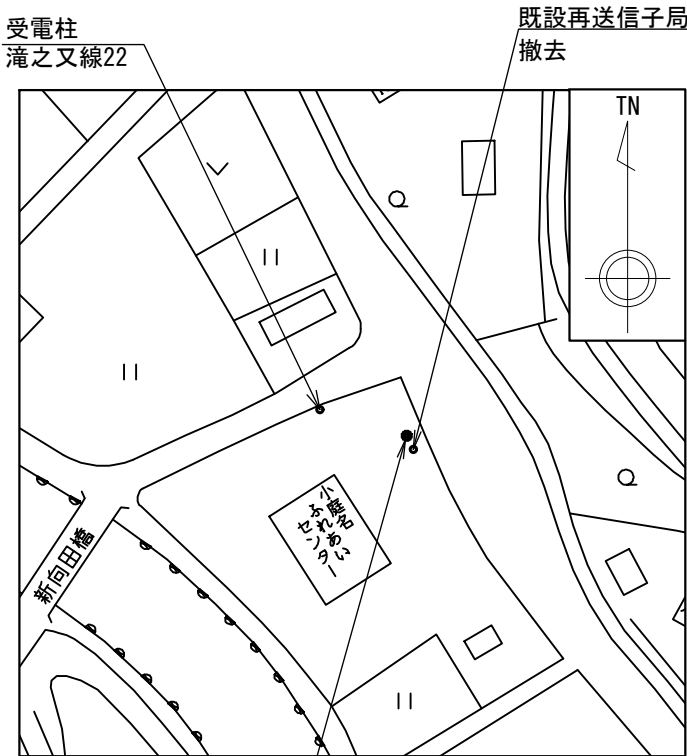 受電柱
滝之又線22
既設再送信子局
撤去
TN
小庭名
ふれあい
センター
新向田橋